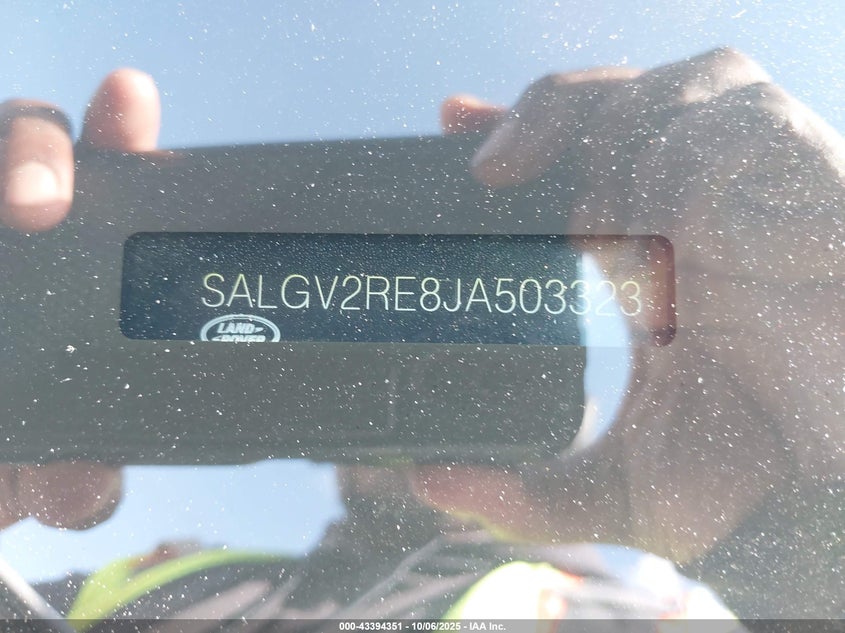 SALGV2RE8JA503323
LAND-
ROVER
000-43394351 - 10/06/2025 - IAA Inc.